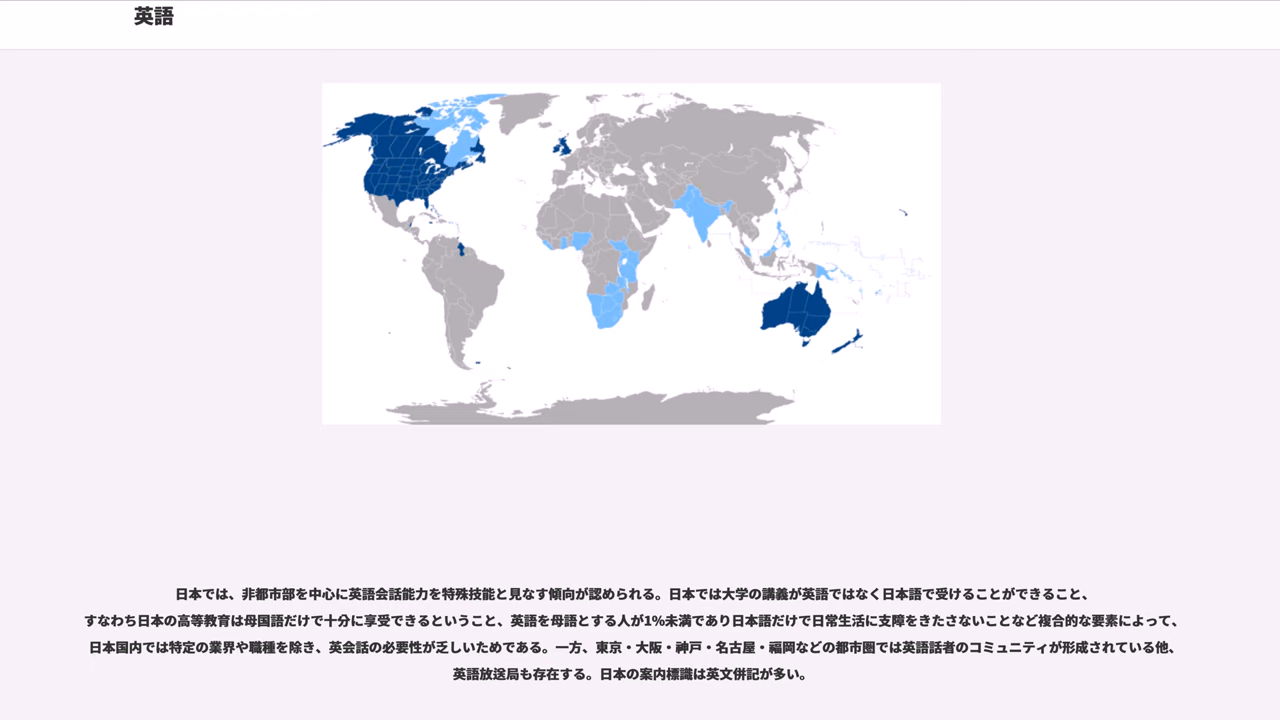 英語
日本では、非都市部を中心に英語会話能力を特殊技能と見なす傾向が認められる。日本では大学の講義が英語ではなく日本語で受けることができること、
すなわち日本の高等教育は母国語だけで十分に享受できるということ、英語を母語とする人が1%未満であり日本語だけで日常生活に支障をきたさないことなど複合的な要素によって、
日本国内では特定の業界や職種を除き、英会話の必要性が乏しいためである。一方、東京・大阪・神戸・名古屋・福岡などの都市圏では英語話者のコミュニティが形成されている他、
英語放送局も存在する。日本の案内標識は英文併記が多い。